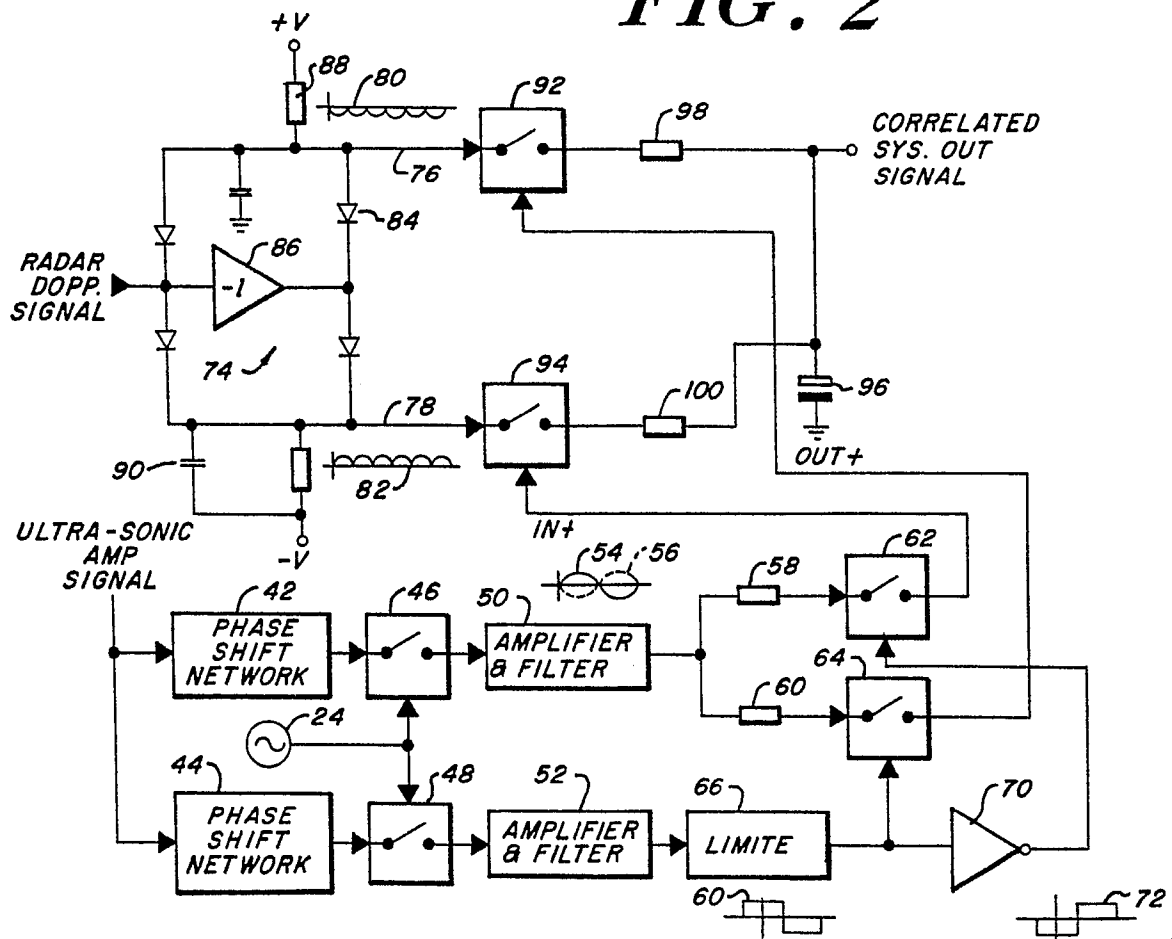 FIG. 2
+V
88
80
92
98
CORRELATED
SYS. OUT
SIGNAL
76
84
86
RADAR
DOPP.
SIGNAL
-1
74
94
100
96
78
OUT+
90
82
ULTRA-SONIC
AMP
SIGNAL
-V
IN+
54
56
62
58
42
46
50
PHASE
SHIFT
NETWORK
AMPLIFIER
& FILTER
64
60
24
44
48
52
66
70
PHASE
SHIFT
NETWORK
AMPLIFIER
& FILTER
LIMITE
60
72